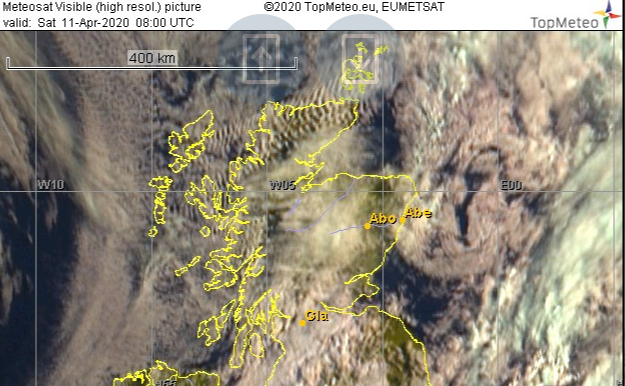 Meteosat Visible (high resol.) picture
©2020 TopMeteo.eu, EUMETSAT
valid: Sat 11-Apr-2020 08:00 UTC
TopMeteo
400 km
W10
W05
E00
Abo
Abe
Gla